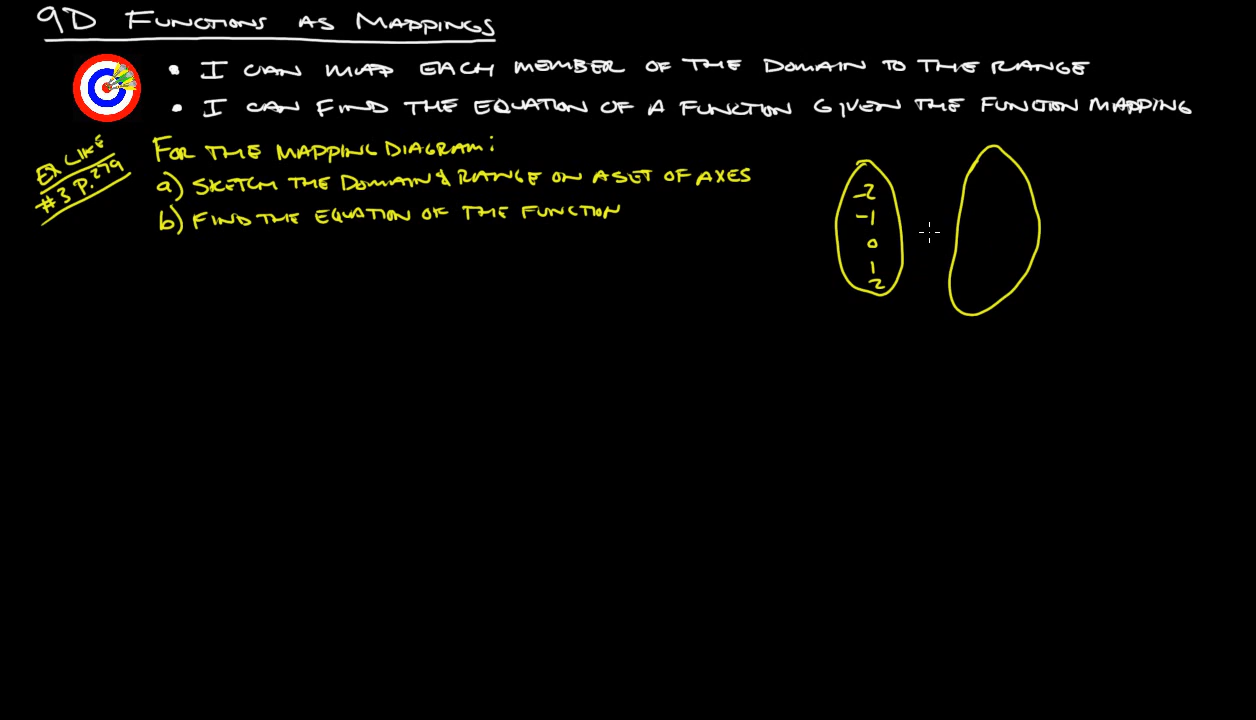 9D FUNCTIONS AS MAPPINGS
• I CAN MAP EACH MEMBER OF THE DOMAIN TO THE RANGE
• I CAN FIND THE EQUATION OF A FUNCTION GIVEN THE FUNCTION MAPPING
EX LIKE
#3 P.279
FOR THE MAPPING DIAGRAM:
a) SKETCH THE DOMAIN & RANGE ON A SET OF AXES
b) FIND THE EQUATION OF THE FUNCTION
-2
-1
0
1
2